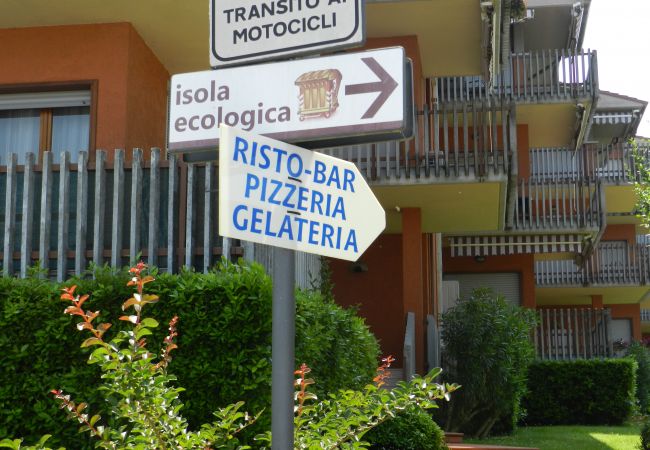 TRANSITO AI
MOTOCICLI
isola
ecologica
RISTO-BAR
PIZZERIA
GELATERIA